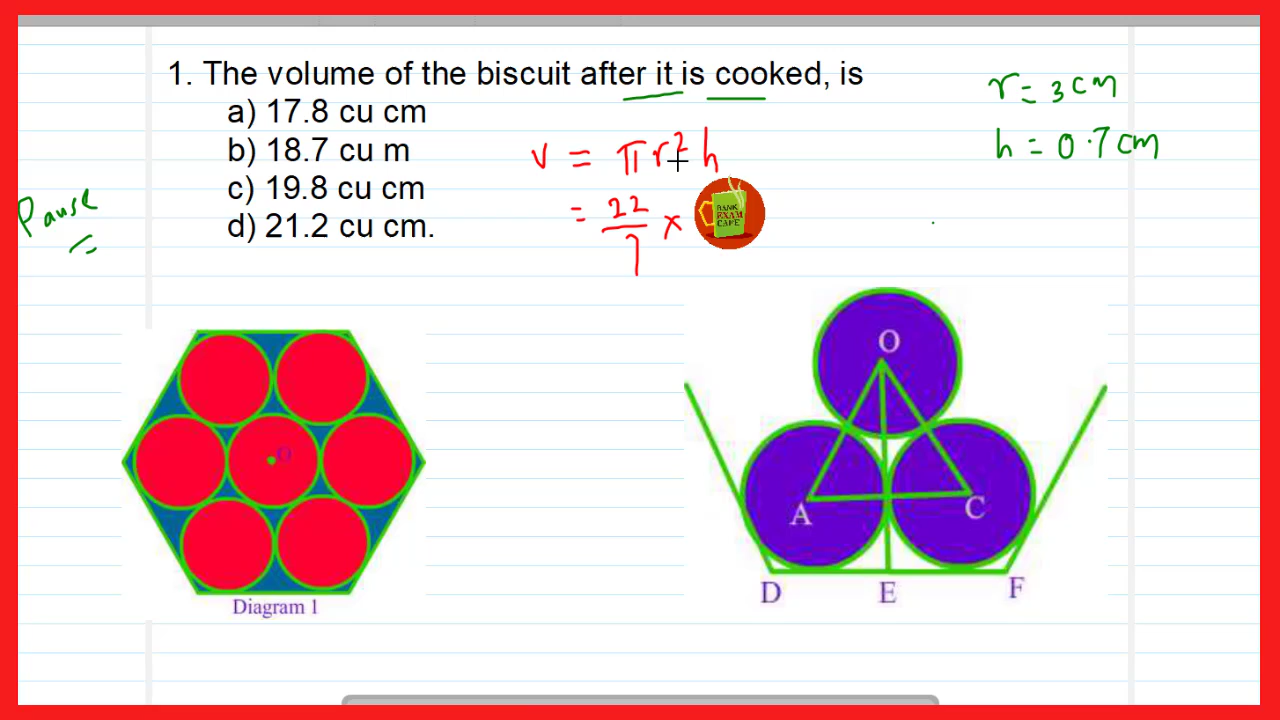 1. The volume of the biscuit after it is cooked, is
a) 17.8 cu cm
b) 18.7 cu m
c) 19.8 cu cm
d) 21.2 cu cm.
r = 3 cm
h = 0.7 cm
v = πr²h
= 22/7 ×
Pause
BANK
EXAM
CAFE
O
Diagram 1
O
A
C
D
E
F